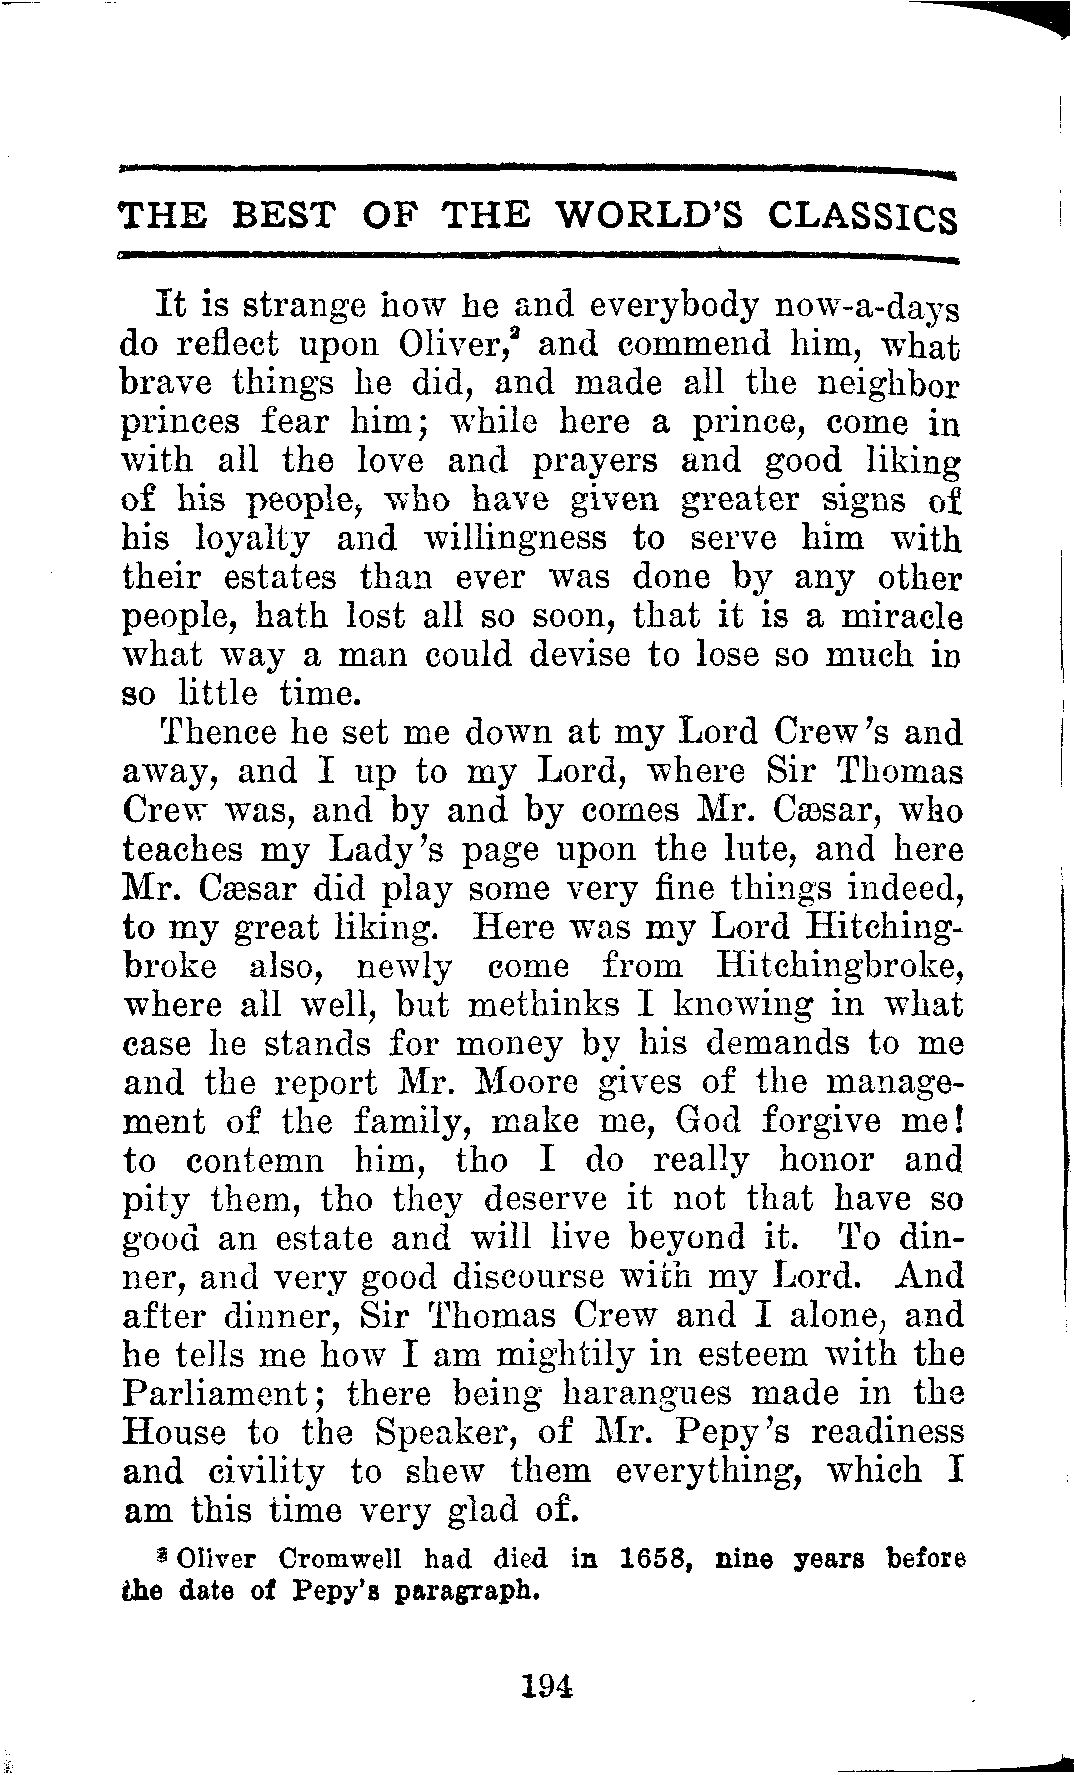 THE BEST OF THE WORLD'S CLASSICS
It is strange how he and everybody now-a-days
do reflect upon Oliver,² and commend him, what
brave things he did, and made all the neighbor
princes fear him; while here a prince, come in
with all the love and prayers and good liking
of his people, who have given greater signs of
his loyalty and willingness to serve him with
their estates than ever was done by any other
people, hath lost all so soon, that it is a miracle
what way a man could devise to lose so much in
so little time.
Thence he set me down at my Lord Crew's and
away, and I up to my Lord, where Sir Thomas
Crew was, and by and by comes Mr. Cæsar, who
teaches my Lady's page upon the lute, and here
Mr. Cæsar did play some very fine things indeed,
to my great liking. Here was my Lord Hitching-
broke also, newly come from Hitchingbroke,
where all well, but methinks I knowing in what
case he stands for money by his demands to me
and the report Mr. Moore gives of the manage-
ment of the family, make me, God forgive me!
to contemn him, tho I do really honor and
pity them, tho they deserve it not that have so
good an estate and will live beyond it. To din-
ner, and very good discourse with my Lord. And
after dinner, Sir Thomas Crew and I alone, and
he tells me how I am mightily in esteem with the
Parliament; there being harangues made in the
House to the Speaker, of Mr. Pepy's readiness
and civility to shew them everything, which I
am this time very glad of.
² Oliver Cromwell had died in 1658, nine years before
the date of Pepy's paragraph.
194